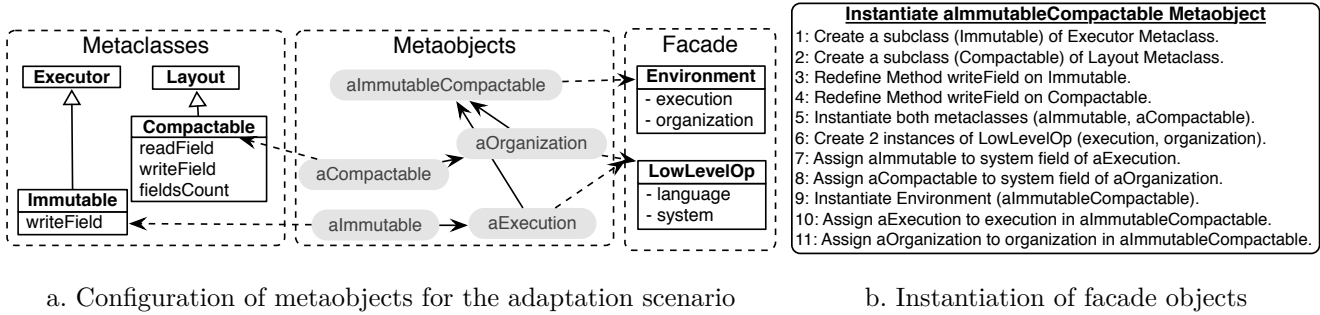 Metaclasses
Executor
Layout
Compactable
readField
writeField
fieldsCount
Immutable
writeField
Metaobjects
aImmutableCompactable
aOrganization
aCompactable
aImmutable
aExecution
Facade
Environment
- execution
- organization
LowLevelOp
- language
- system
Instantiate aImmutableCompactable Metaobject
1: Create a subclass (Immutable) of Executor Metaclass.
2: Create a subclass (Compactable) of Layout Metaclass.
3: Redefine Method writeField on Immutable.
4: Redefine Method writeField on Compactable.
5: Instantiate both metaclasses (aImmutable, aCompactable).
6: Create 2 instances of LowLevelOp (execution, organization).
7: Assign aImmutable to system field of aExecution.
8: Assign aCompactable to system field of aOrganization.
9: Instantiate Environment (aImmutableCompactable).
10: Assign aExecution to execution in aImmutableCompactable.
11: Assign aOrganization to organization in aImmutableCompactable.
a. Configuration of metaobjects for the adaptation scenario
b. Instantiation of facade objects